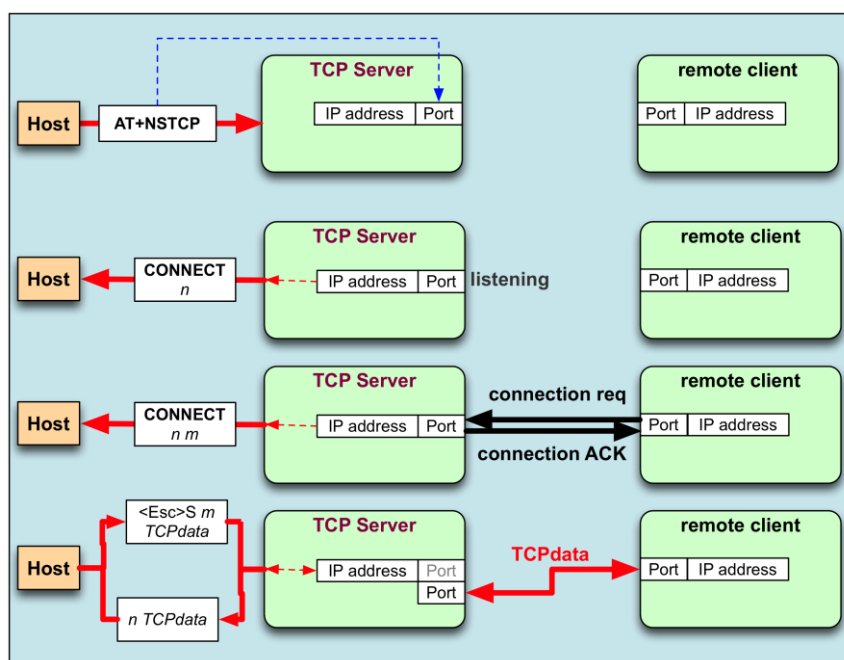 TCP Server
remote client
Host
AT+NSTCP
IP address
Port
Port
IP address
TCP Server
remote client
Host
CONNECT
n
IP address
Port
listening
Port
IP address
TCP Server
remote client
connection req
Host
CONNECT
n m
IP address
Port
Port
IP address
connection ACK
<Esc>S m
TCPdata
TCP Server
remote client
TCPdata
Host
IP address
Port
Port
IP address
Port
n TCPdata